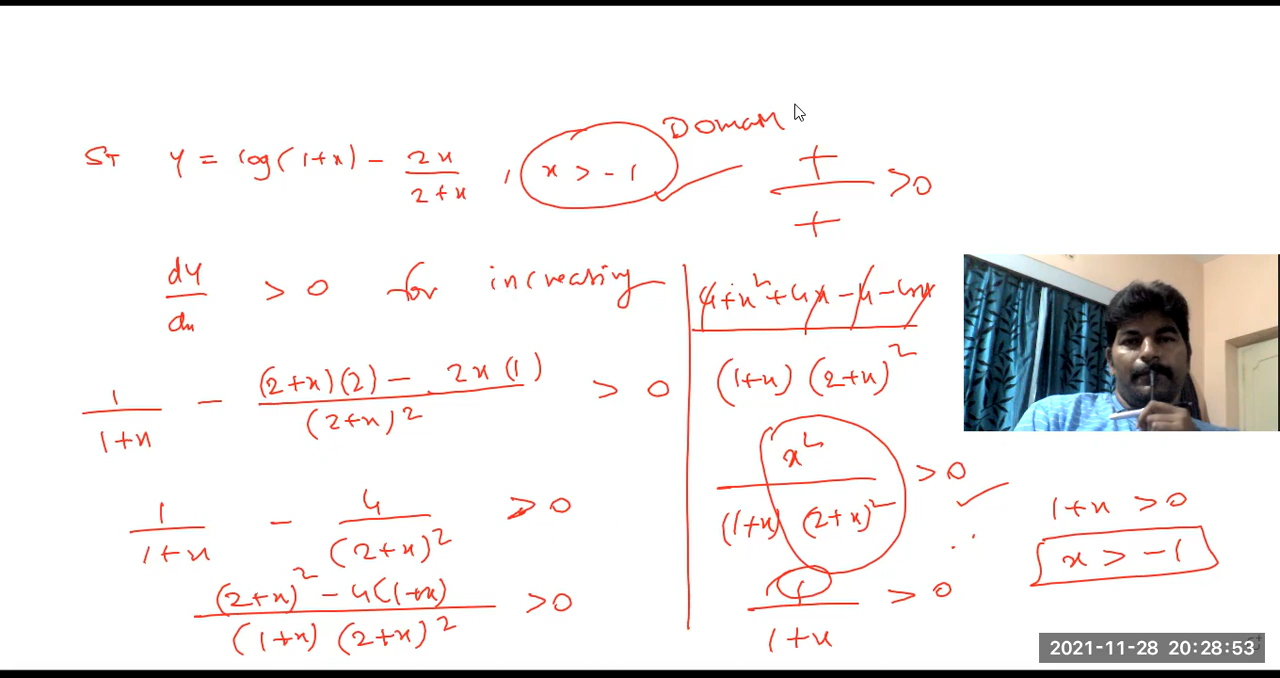 ST y = log(1+x) - 2x/(2+x) , x > -1 Domain
+/+ > 0
dy/dx > 0 for increasing
1/(1+x) - ((2+x)(2) - 2x(1))/(2+x)² > 0
1/(1+x) - 4/(2+x)² > 0
((2+x)² - 4(1+x))/((1+x)(2+x)²) > 0
(4+x²+4x-4-4x)/((1+x)(2+x)²)
x²/((1+x)(2+x)²) > 0
∵
1/(1+x) > 0
1+x > 0
x > -1
2021-11-28 20:28:53